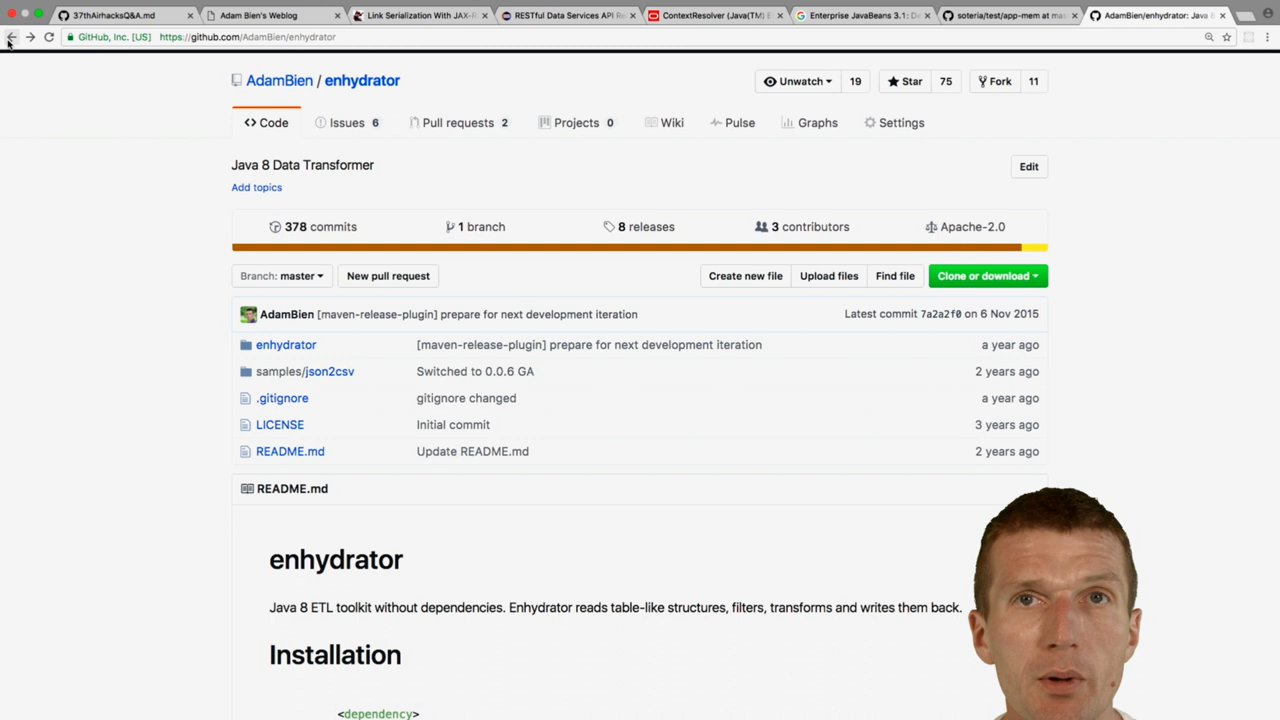 37thAirhacksQ&A.md
Adam Bien's Weblog
Link Serialization With JAX-R
RESTful Data Services API Re
ContextResolver (Java(TM) E
Enterprise JavaBeans 3.1: De
soteria/test/app-mem at mas
AdamBien/enhydrator: Java 8
GitHub, Inc. [US] https://github.com/AdamBien/enhydrator
AdamBien / enhydrator
Unwatch 19
Star 75
Fork 11
<> Code
Issues 6
Pull requests 2
Projects 0
Wiki
Pulse
Graphs
Settings
Java 8 Data Transformer
Edit
Add topics
378 commits
1 branch
8 releases
3 contributors
Apache-2.0
Branch: master
New pull request
Create new file
Upload files
Find file
Clone or download
AdamBien [maven-release-plugin] prepare for next development iteration Latest commit 7a2a2f0 on 6 Nov 2015
enhydrator [maven-release-plugin] prepare for next development iteration a year ago
samples/json2csv Switched to 0.0.6 GA 2 years ago
.gitignore gitignore changed a year ago
LICENSE Initial commit 3 years ago
README.md Update README.md 2 years ago
README.md
enhydrator
Java 8 ETL toolkit without dependencies. Enhydrator reads table-like structures, filters, transforms and writes them back.
Installation
<dependency>